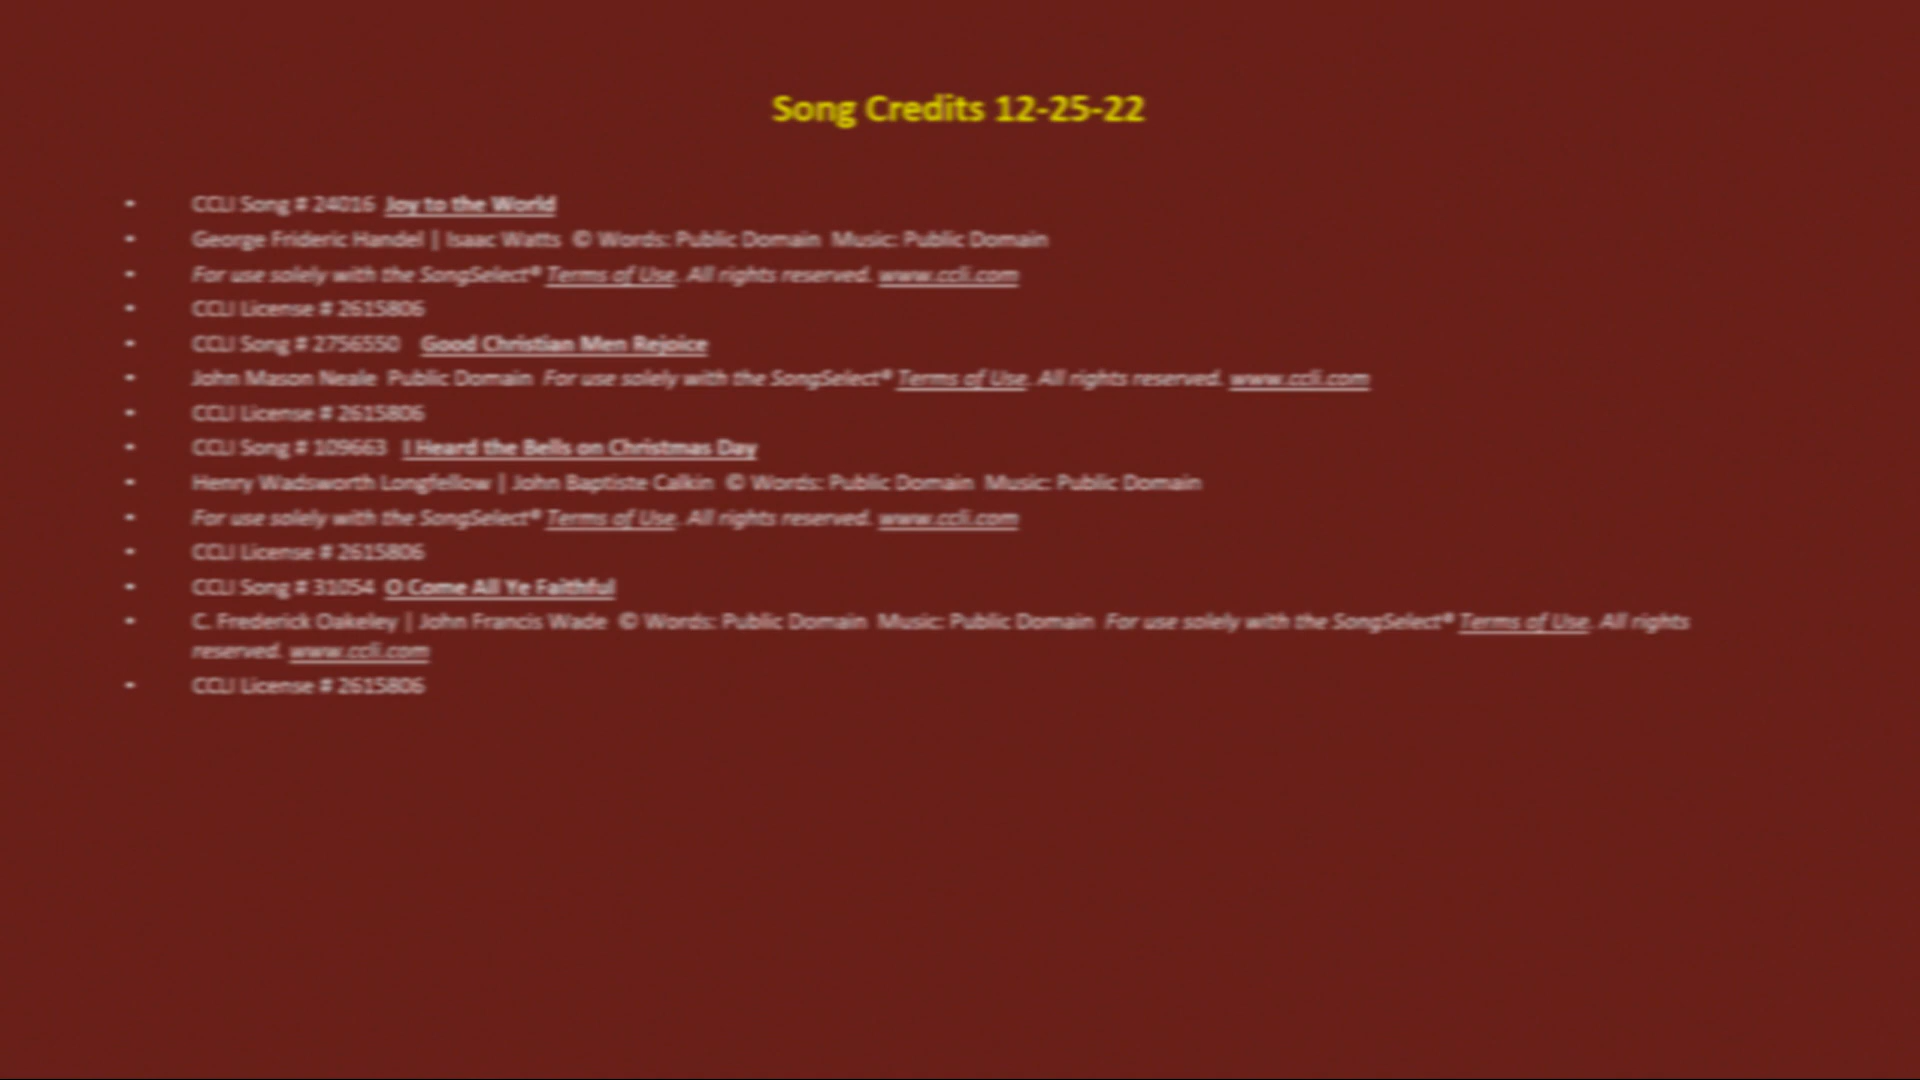 Song Credits 12-25-22
• CCLI Song # 24016 Joy to the World
• George Frideric Handel | Isaac Watts © Words: Public Domain Music: Public Domain
• For use solely with the SongSelect® Terms of Use. All rights reserved. www.ccli.com
• CCLI License # 2615806
• CCLI Song # 2756550 Good Christian Men Rejoice
• John Mason Neale Public Domain For use solely with the SongSelect® Terms of Use. All rights reserved. www.ccli.com
• CCLI License # 2615806
• CCLI Song # 109663 I Heard the Bells on Christmas Day
• Henry Wadsworth Longfellow | John Baptiste Calkin © Words: Public Domain Music: Public Domain
• For use solely with the SongSelect® Terms of Use. All rights reserved. www.ccli.com
• CCLI License # 2615806
• CCLI Song # 31054 O Come All Ye Faithful
• C. Frederick Oakeley | John Francis Wade © Words: Public Domain Music: Public Domain For use solely with the SongSelect® Terms of Use. All rights
reserved. www.ccli.com
• CCLI License # 2615806